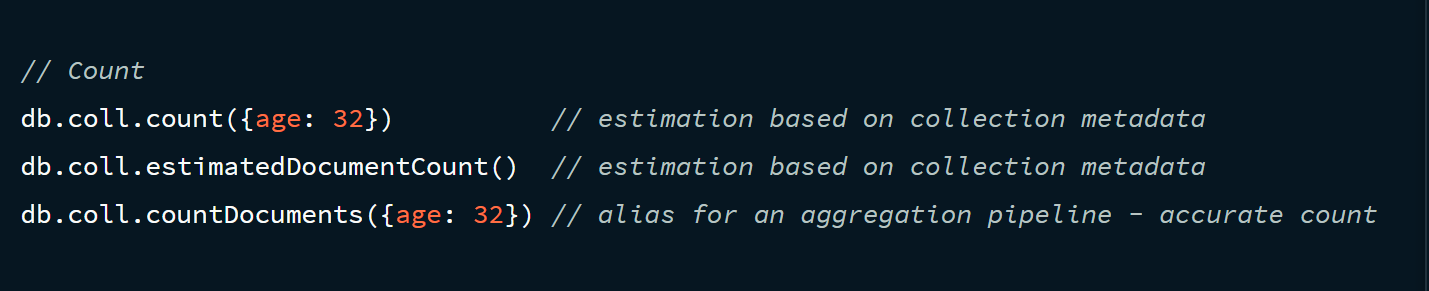 // Count
db.coll.count({age: 32})          // estimation based on collection metadata
db.coll.estimatedDocumentCount()  // estimation based on collection metadata
db.coll.countDocuments({age: 32}) // alias for an aggregation pipeline - accurate count